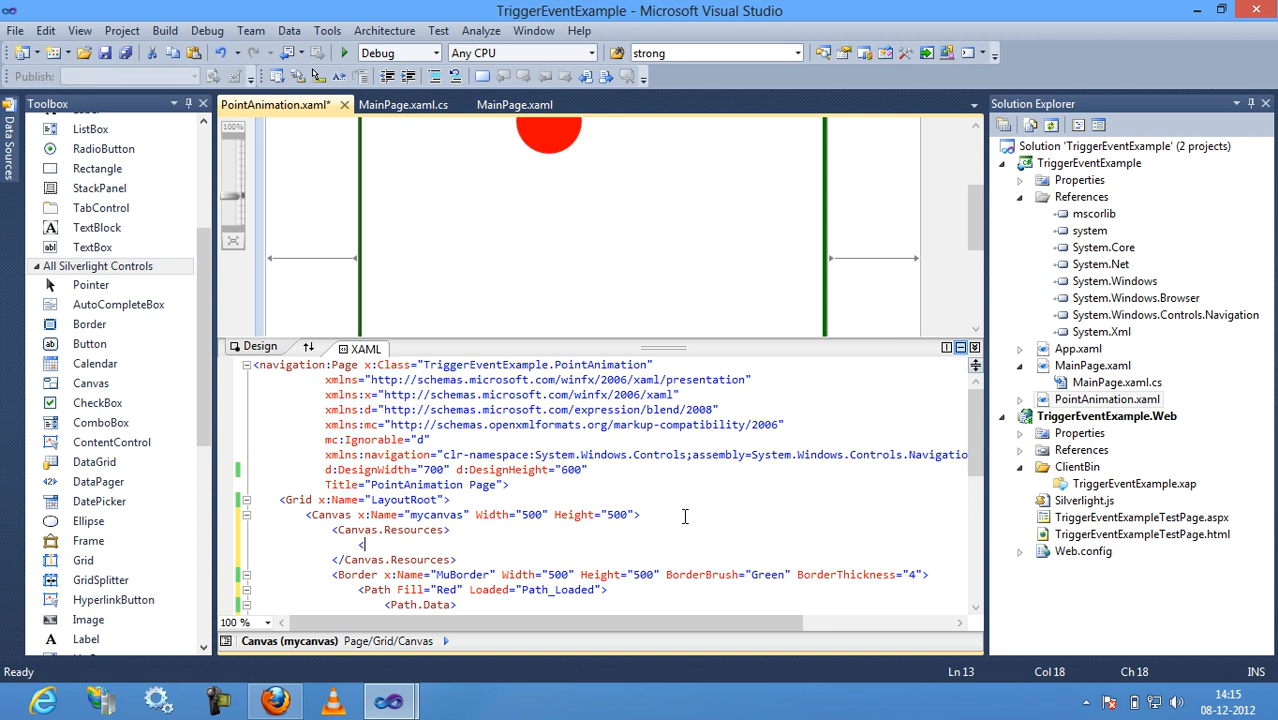 TriggerEventExample - Microsoft Visual Studio
File Edit View Project Build Debug Team Data Tools Architecture Test Analyze Window Help
Debug Any CPU strong
Publish:
Data Sources
Toolbox
ListBox
RadioButton
Rectangle
StackPanel
TabControl
TextBlock
TextBox
All Silverlight Controls
Pointer
AutoCompleteBox
Border
Button
Calendar
Canvas
CheckBox
ComboBox
ContentControl
DataGrid
DataPager
DatePicker
Ellipse
Frame
Grid
GridSplitter
HyperlinkButton
Image
Label
PointAnimation.xaml* MainPage.xaml.cs MainPage.xaml
100%
Design XAML
<navigation:Page x:Class="TriggerEventExample.PointAnimation"
xmlns="http://schemas.microsoft.com/winfx/2006/xaml/presentation"
xmlns:x="http://schemas.microsoft.com/winfx/2006/xaml"
xmlns:d="http://schemas.microsoft.com/expression/blend/2008"
xmlns:mc="http://schemas.openxmlformats.org/markup-compatibility/2006"
mc:Ignorable="d"
xmlns:navigation="clr-namespace:System.Windows.Controls;assembly=System.Windows.Controls.Navigatio
d:DesignWidth="700" d:DesignHeight="600"
Title="PointAnimation Page">
<Grid x:Name="LayoutRoot">
<Canvas x:Name="mycanvas" Width="500" Height="500">
<Canvas.Resources>
<
</Canvas.Resources>
<Border x:Name="MuBorder" Width="500" Height="500" BorderBrush="Green" BorderThickness="4">
<Path Fill="Red" Loaded="Path_Loaded">
<Path.Data>
100 %
Canvas (mycanvas) Page/Grid/Canvas
Solution Explorer
Solution 'TriggerEventExample' (2 projects)
TriggerEventExample
Properties
References
mscorlib
system
System.Core
System.Net
System.Windows
System.Windows.Browser
System.Windows.Controls.Navigation
System.Xml
App.xaml
MainPage.xaml
MainPage.xaml.cs
PointAnimation.xaml
TriggerEventExample.Web
Properties
References
ClientBin
TriggerEventExample.xap
Silverlight.js
TriggerEventExampleTestPage.aspx
TriggerEventExampleTestPage.html
Web.config
Ready Ln 13 Col 18 Ch 18 INS
14:15
08-12-2012